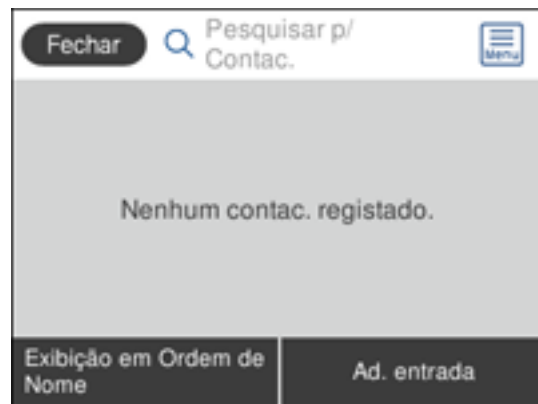 Fechar
Pesquisar p/
Contac.
Menu
Nenhum contac. registado.
Exibição em Ordem de
Nome
Ad. entrada